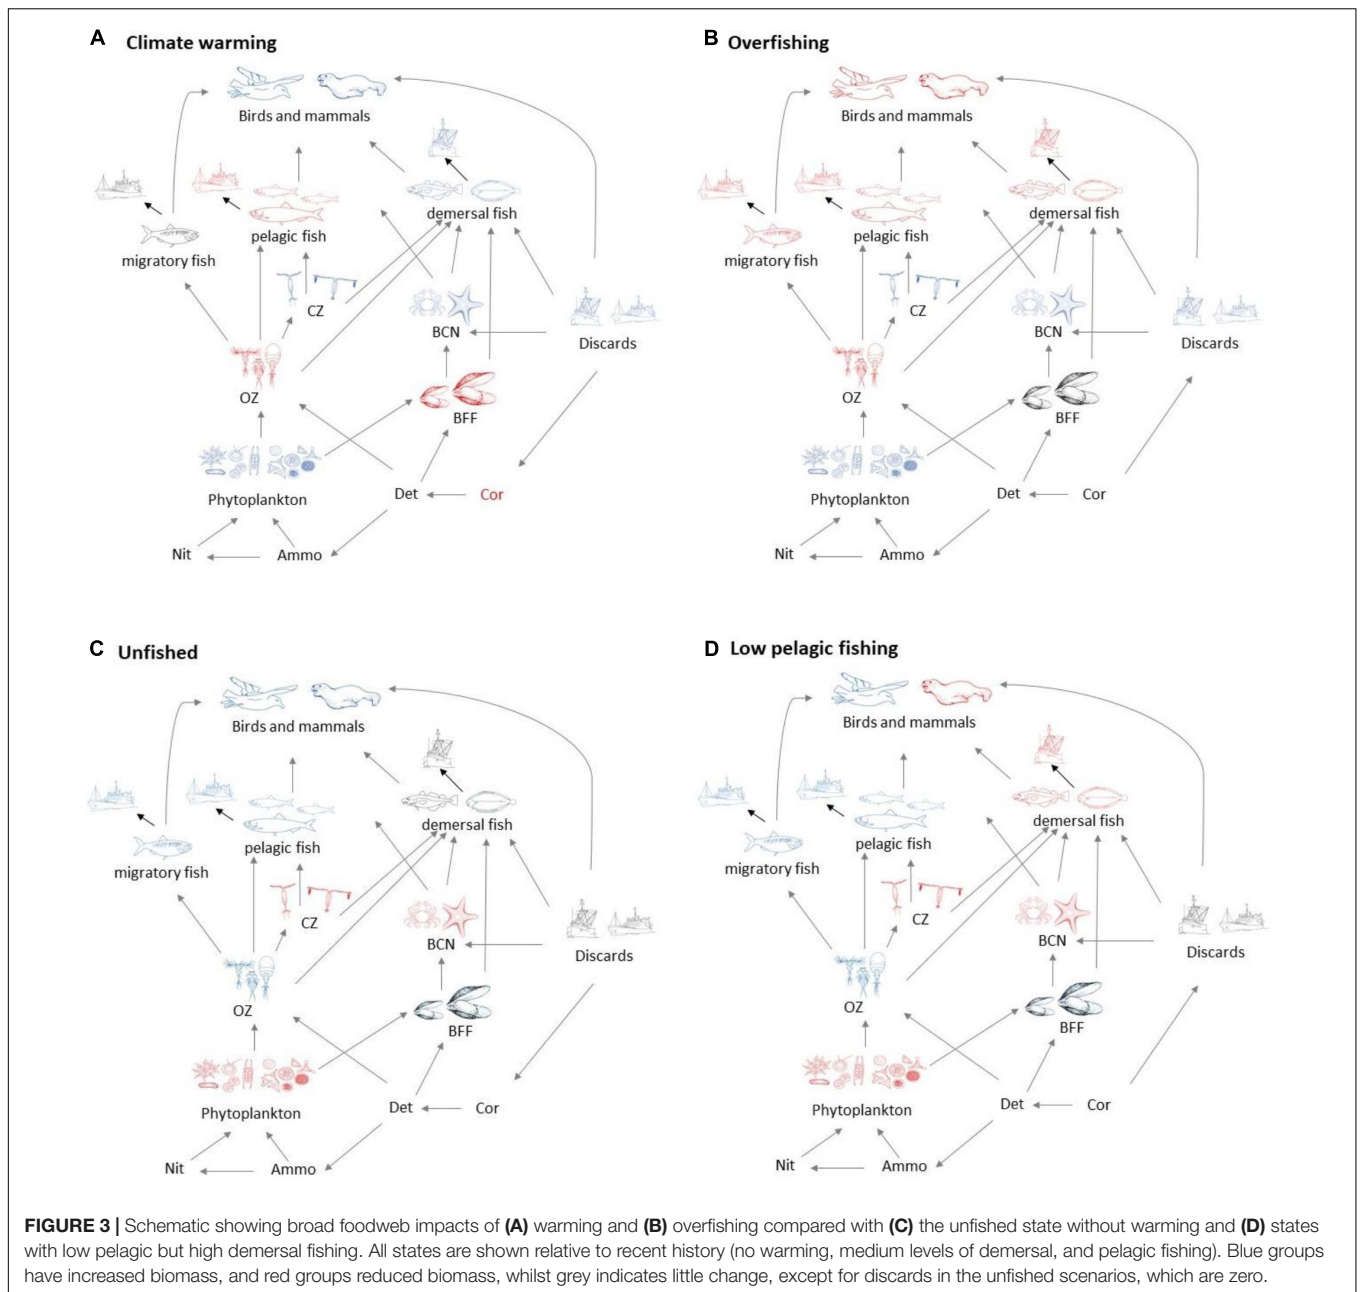 A Climate warming
Birds and mammals
demersal fish
pelagic fish
migratory fish
CZ
BCN
Discards
OZ
BFF
Phytoplankton
Det
Cor
Nit
Ammo
B Overfishing
Birds and mammals
demersal fish
pelagic fish
migratory fish
CZ
BCN
Discards
OZ
BFF
Phytoplankton
Det
Cor
Nit
Ammo
C Unfished
Birds and mammals
demersal fish
pelagic fish
migratory fish
CZ
BCN
Discards
OZ
BFF
Phytoplankton
Det
Cor
Nit
Ammo
D Low pelagic fishing
Birds and mammals
demersal fish
pelagic fish
migratory fish
CZ
BCN
Discards
OZ
BFF
Phytoplankton
Det
Cor
Nit
Ammo
FIGURE 3 | Schematic showing broad foodweb impacts of (A) warming and (B) overfishing compared with (C) the unfished state without warming and (D) states
with low pelagic but high demersal fishing. All states are shown relative to recent history (no warming, medium levels of demersal, and pelagic fishing). Blue groups
have increased biomass, and red groups reduced biomass, whilst grey indicates little change, except for discards in the unfished scenarios, which are zero.